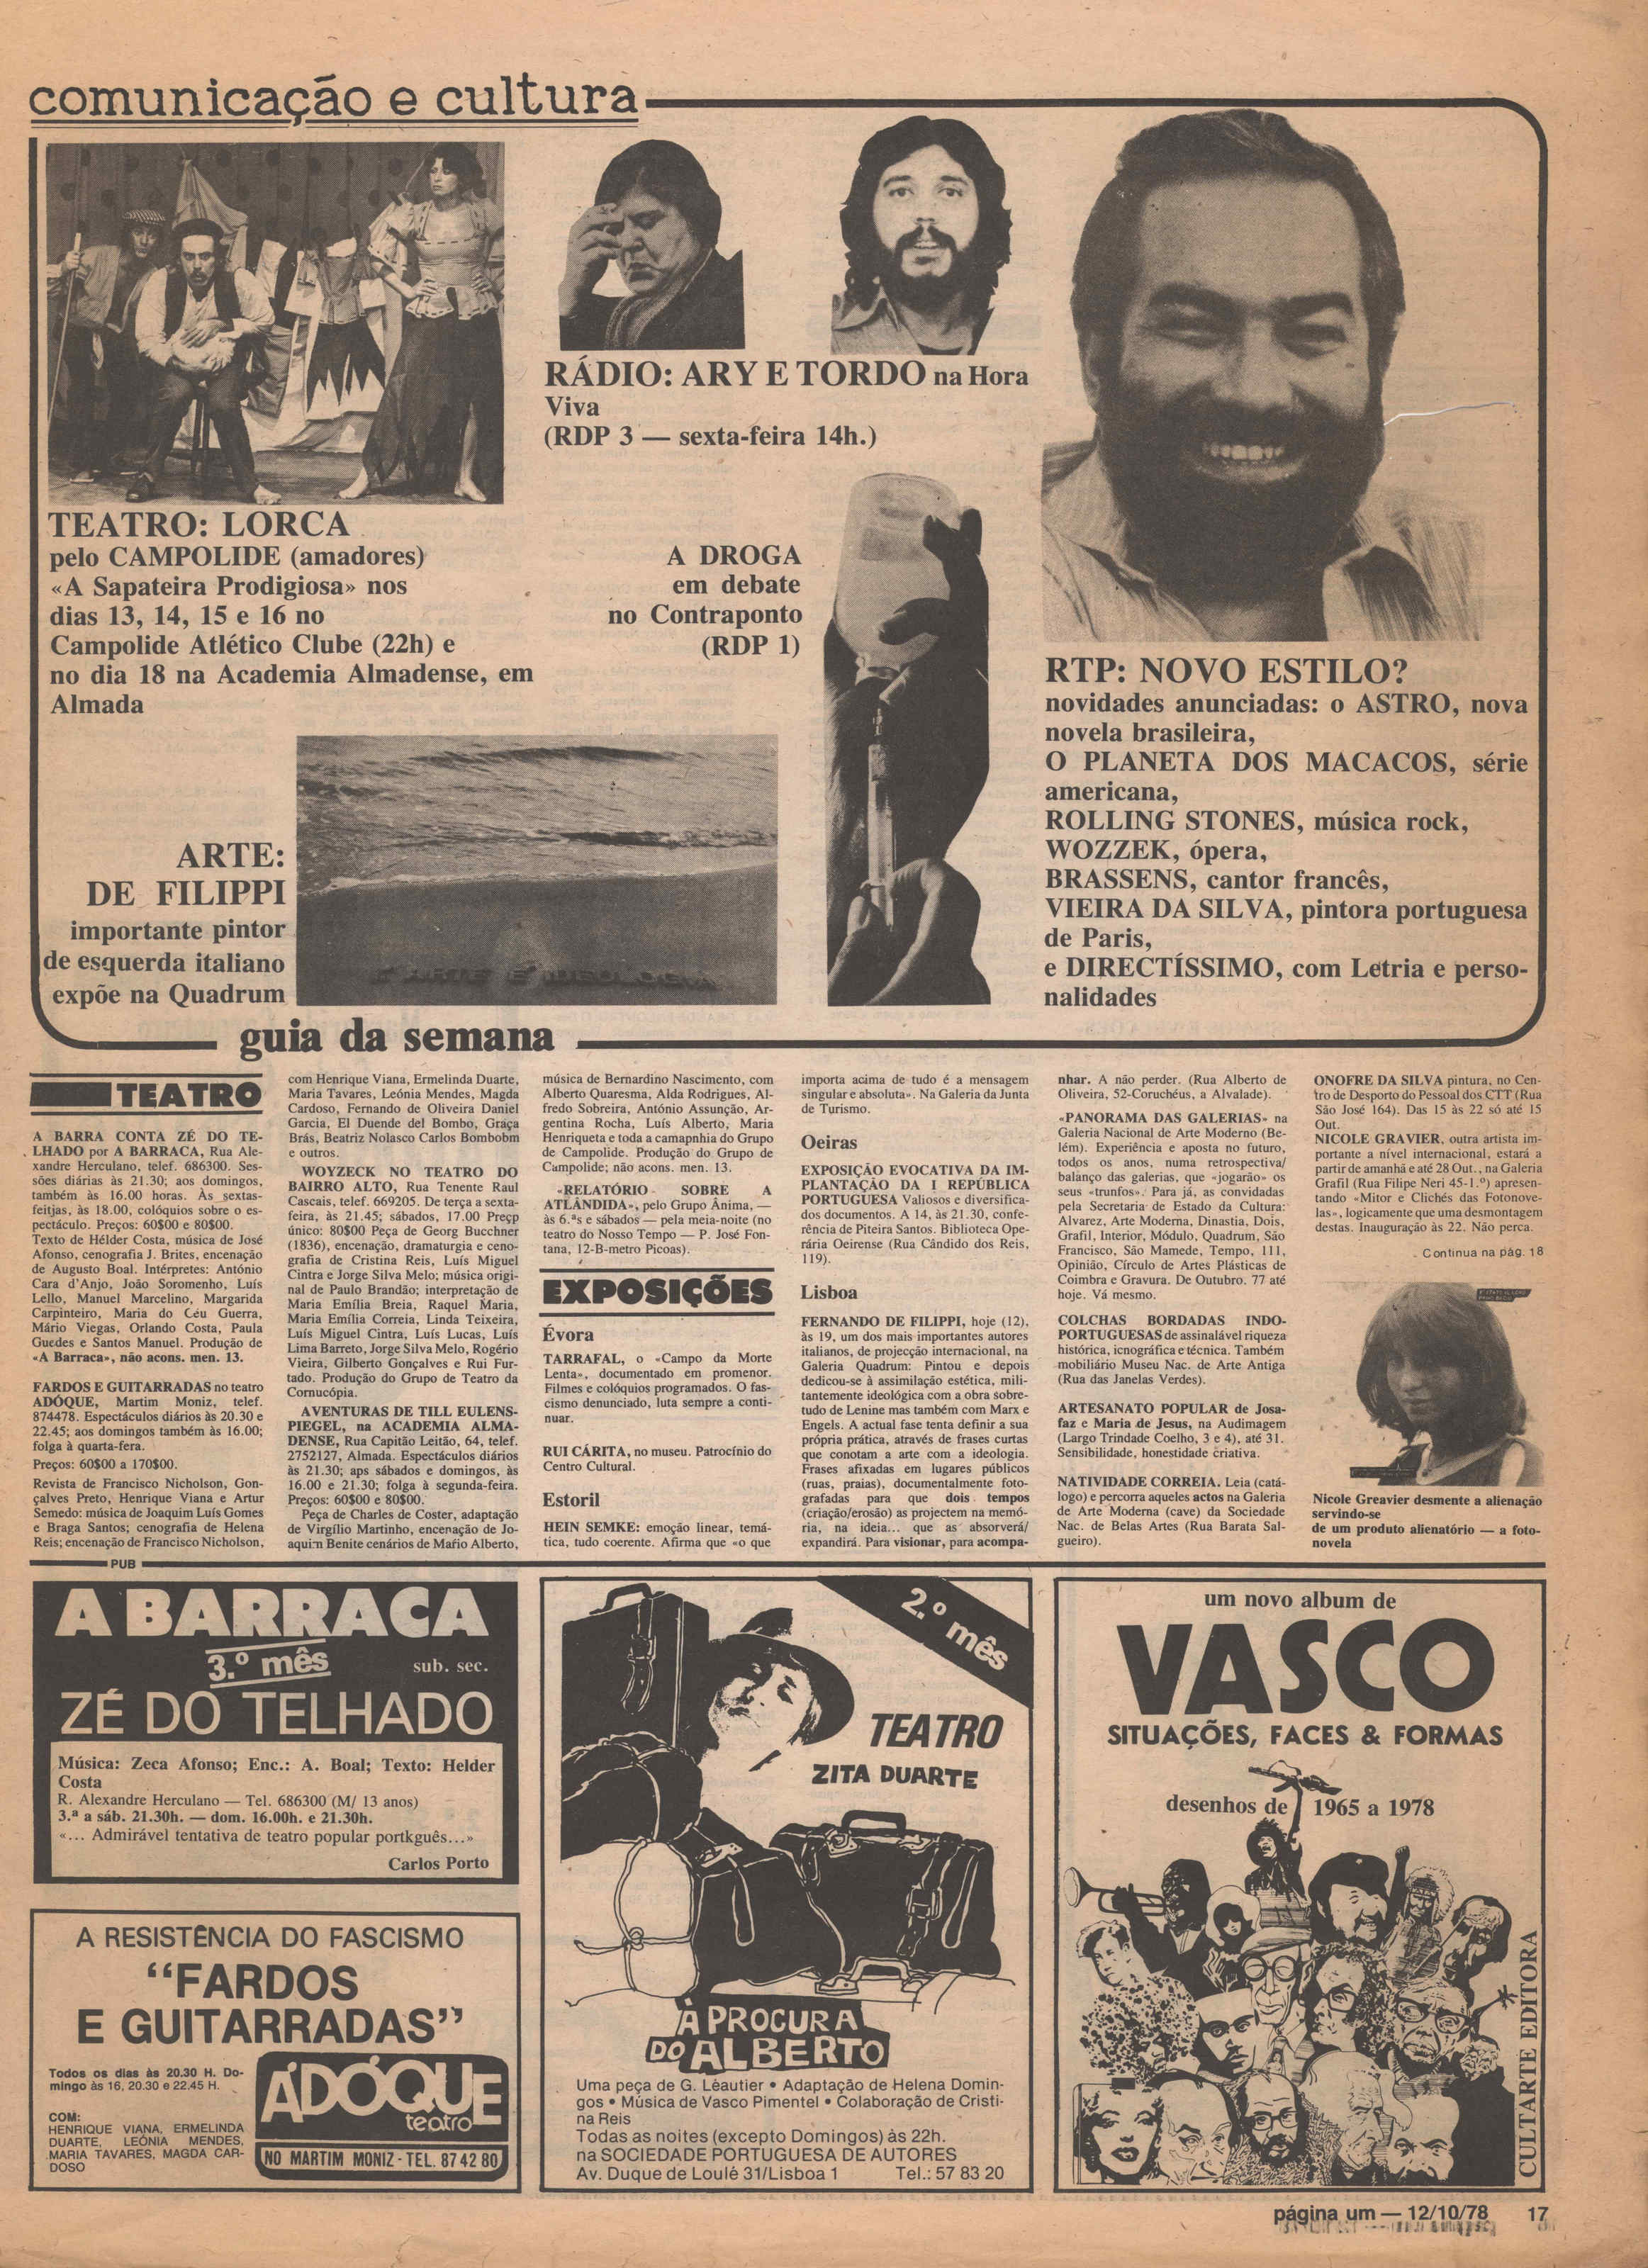 comunicação e cultura
TEATRO: LORCA
pelo CAMPOLIDE (amadores)
«A Sapateira Prodigiosa» nos
dias 13, 14, 15 e 16 no
Campolide Atlético Clube (22h) e
no dia 18 na Academia Almadense, em
Almada
RÁDIO: ARY E TORDO na Hora
Viva
(RDP 3 — sexta-feira 14h.)
A DROGA
em debate
no Contraponto
(RDP 1)
RTP: NOVO ESTILO?
novidades anunciadas: o ASTRO, nova
novela brasileira,
O PLANETA DOS MACACOS, série
americana,
ROLLING STONES, música rock,
WOZZEK, ópera,
BRASSENS, cantor francês,
VIEIRA DA SILVA, pintora portuguesa
de Paris,
e DIRECTÍSSIMO, com Letria e perso-
nalidades
ARTE:
DE FILIPPI
importante pintor
de esquerda italiano
expõe na Quadrum
L'ARTE È IDEOLOGIA
guia da semana
TEATRO
A BARRA CONTA ZÉ DO TE-
LHADO por A BARRACA, Rua Ale-
xandre Herculano, telef. 686300. Ses-
sões diárias às 21.30; aos domingos,
também às 16.00 horas. Às sextas-
feitjas, às 18.00, colóquios sobre o es-
pectáculo. Preços: 60$00 e 80$00.
Texto de Hélder Costa, música de José
Afonso, cenografia J. Brites, encenação
de Augusto Boal. Intérpretes: António
Cara d'Anjo, João Soromenho, Luís
Lello, Manuel Marcelino, Margarida
Carpinteiro, Maria do Céu Guerra,
Mário Viegas, Orlando Costa, Paula
Guedes e Santos Manuel. Produção de
«A Barraca», não acons. men. 13.
FARDOS E GUITARRADAS no teatro
ADÓQUE, Martim Moniz, telef.
874478. Espectáculos diários às 20.30 e
22.45; aos domingos também às 16.00;
folga à quarta-fera.
Preços: 60$00 a 170$00.
Revista de Francisco Nicholson, Gon-
çalves Preto, Henrique Viana e Artur
Semedo: música de Joaquim Luís Gomes
e Braga Santos; cenografia de Helena
Reis; encenação de Francisco Nicholson,
com Henrique Viana, Ermelinda Duarte,
Maria Tavares, Leónia Mendes, Magda
Cardoso, Fernando de Oliveira Daniel
Garcia, El Duende del Bombo, Graça
Brás, Beatriz Nolasco Carlos Bombobm
e outros.
WOYZECK NO TEATRO DO
BAIRRO ALTO, Rua Tenente Raul
Cascais, telef. 669205. De terça a sexta-
feira, às 21.45; sábados, 17.00 Preçp
único: 80$00 Peça de Georg Bucchner
(1836), encenação, dramaturgia e ceno-
grafia de Cristina Reis, Luís Miguel
Cintra e Jorge Silva Melo; música origi-
nal de Paulo Brandão; interpretação de
Maria Emília Breia, Raquel Maria,
Maria Emília Correia, Linda Teixeira,
Luís Miguel Cintra, Luís Lucas, Luís
Lima Barreto, Jorge Silva Melo, Rogério
Vieira, Gilberto Gonçalves e Rui Fur-
tado. Produção do Grupo de Teatro da
Cornucópia.
AVENTURAS DE TILL EULENS-
PIEGEL, na ACADEMIA ALMA-
DENSE, Rua Capitão Leitão, 64, telef.
2752127, Almada. Espectáculos diários
às 21.30; aps sábados e domingos, às
16.00 e 21.30; folga à segunda-feira.
Preços: 60$00 e 80$00.
Peça de Charles de Coster, adaptação
de Virgílio Martinho, encenação de Jo-
aquim Benite cenários de Mário Alberto,
música de Bernardino Nascimento, com
Alberto Quaresma, Alda Rodrigues, Al-
fredo Sobreira, António Assunção, Ar-
gentina Rocha, Luís Alberto, Maria
Henriqueta e toda a camapnhia do Grupo
de Campolide. Produção do Grupo de
Campolide; não acons. men. 13.
«RELATÓRIO SOBRE A
ATLÂNDIDA», pelo Grupo Ânima, —
às 6.ªs e sábados — pela meia-noite (no
teatro do Nosso Tempo — P. José Fon-
tana, 12-B-metro Picoas).
EXPOSIÇÕES
Évora
TARRAFAL, o «Campo da Morte
Lenta», documentado em promenor.
Filmes e colóquios programados. O fas-
cismo denunciado, luta sempre a conti-
nuar.
RUI CÁRITA, no museu. Patrocínio do
Centro Cultural.
Estoril
HEIN SEMKE: emoção linear, temá-
tica, tudo coerente. Afirma que «o que
importa acima de tudo é a mensagem
singular e absoluta». Na Galeria da Junta
de Turismo.
Oeiras
EXPOSIÇÃO EVOCATIVA DA IM-
PLANTAÇÃO DA I REPÚBLICA
PORTUGUESA Valiosos e diversifica-
dos documentos. A 14, às 21.30, confe-
rência de Piteira Santos. Biblioteca Ope-
rária Oeirense (Rua Cândido dos Reis,
119).
Lisboa
FERNANDO DE FILIPPI, hoje (12),
às 19, um dos mais importantes autores
italianos, de projecção internacional, na
Galeria Quadrum: Pintou e depois
dedicou-se à assimilação estética, mili-
tantemente ideológica com a obra sobre-
tudo de Lenine mas também com Marx e
Engels. A actual fase tenta definir a sua
própria prática, através de frases curtas
que conotam a arte com a ideologia.
Frases afixadas em lugares públicos
(ruas, praias), documentalmente foto-
grafadas para que dois tempos
(criação/erosão) as projectem na memó-
ria, na ideia... que as absorverá/
expandirá. Para visionar, para acompa-
nhar. A não perder. (Rua Alberto de
Oliveira, 52-Coruchéus, a Alvalade).
«PANORAMA DAS GALERIAS» na
Galeria Nacional de Arte Moderno (Be-
lém). Experiência e aposta no futuro,
todos os anos, numa retrospectiva/
balanço das galerias, que «jogarão» os
seus «trunfos». Para já, as convidadas
pela Secretaria de Estado da Cultura:
Alvarez, Arte Moderna, Dinastia, Dois,
Grafil, Interior, Módulo, Quadrum, São
Francisco, São Mamede, Tempo, 111,
Opinião, Círculo de Artes Plásticas de
Coimbra e Gravura. De Outubro. 77 até
hoje. Vá mesmo.
COLCHAS BORDADAS INDO-
PORTUGUESAS de assinalável riqueza
histórica, icnográfica e técnica. Também
mobiliário Museu Nac. de Arte Antiga
(Rua das Janelas Verdes).
ARTESANATO POPULAR de Josa-
faz e Maria de Jesus, na Audimagem
(Largo Trindade Coelho, 3 e 4), até 31.
Sensibilidade, honestidade criativa.
NATIVIDADE CORREIA. Leia (catá-
logo) e percorra aqueles actos na Galeria
de Arte Moderna (cave) da Sociedade
Nac. de Belas Artes (Rua Barata Sal-
gueiro).
ONOFRE DA SILVA pintura, no Cen-
tro de Desporto do Pessoal dos CTT (Rua
São José 164). Das 15 às 22 só até 15
Out.
NICOLE GRAVIER, outra artista im-
portante a nível internacional, estará a
partir de amanhã e até 28 Out., na Galeria
Grafil (Rua Filipe Neri 45-1.º) apresen-
tando «Mitor e Clichés das Fotonove-
las», logicamente que uma desmontagem
destas. Inauguração às 22. Não perca.
Continua na pág. 18
Nicole Greavier desmente a alienação
servindo-se
de um produto alienatório — a foto-
novela
PUB
A BARRACA
3.º mês
sub. sec.
ZÉ DO TELHADO
Música: Zeca Afonso; Enc.: A. Boal; Texto: Helder
Costa
R. Alexandre Herculano — Tel. 686300 (M/ 13 anos)
3.ª a sáb. 21.30h. — dom. 16.00h. e 21.30h.
«... Admirável tentativa de teatro popular portkguês...»
Carlos Porto
A RESISTÊNCIA DO FASCISMO
"FARDOS
E GUITARRADAS"
Todos os dias às 20.30 H. Do-
mingo às 16, 20.30 e 22.45 H.
COM:
HENRIQUE VIANA, ERMELINDA
DUARTE, LEÓNIA MENDES,
MARIA TAVARES, MAGDA CAR-
DOSO
ÁDÓQUE
teatro
NO MARTIM MONIZ - TEL. 87 42 80
2.º mês
TEATRO
ZITA DUARTE
À PROCURA
DO ALBERTO
Uma peça de G. Léautier • Adaptação de Helena Domin-
gos • Música de Vasco Pimentel • Colaboração de Cristi-
na Reis
Todas as noites (excepto Domingos) às 22h.
na SOCIEDADE PORTUGUESA DE AUTORES
Av. Duque de Loulé 31/Lisboa 1 Tel.: 57 83 20
um novo album de
VASCO
SITUAÇÕES, FACES & FORMAS
desenhos de 1965 a 1978
CULTARTE EDITORA
página um — 12/10/78 17